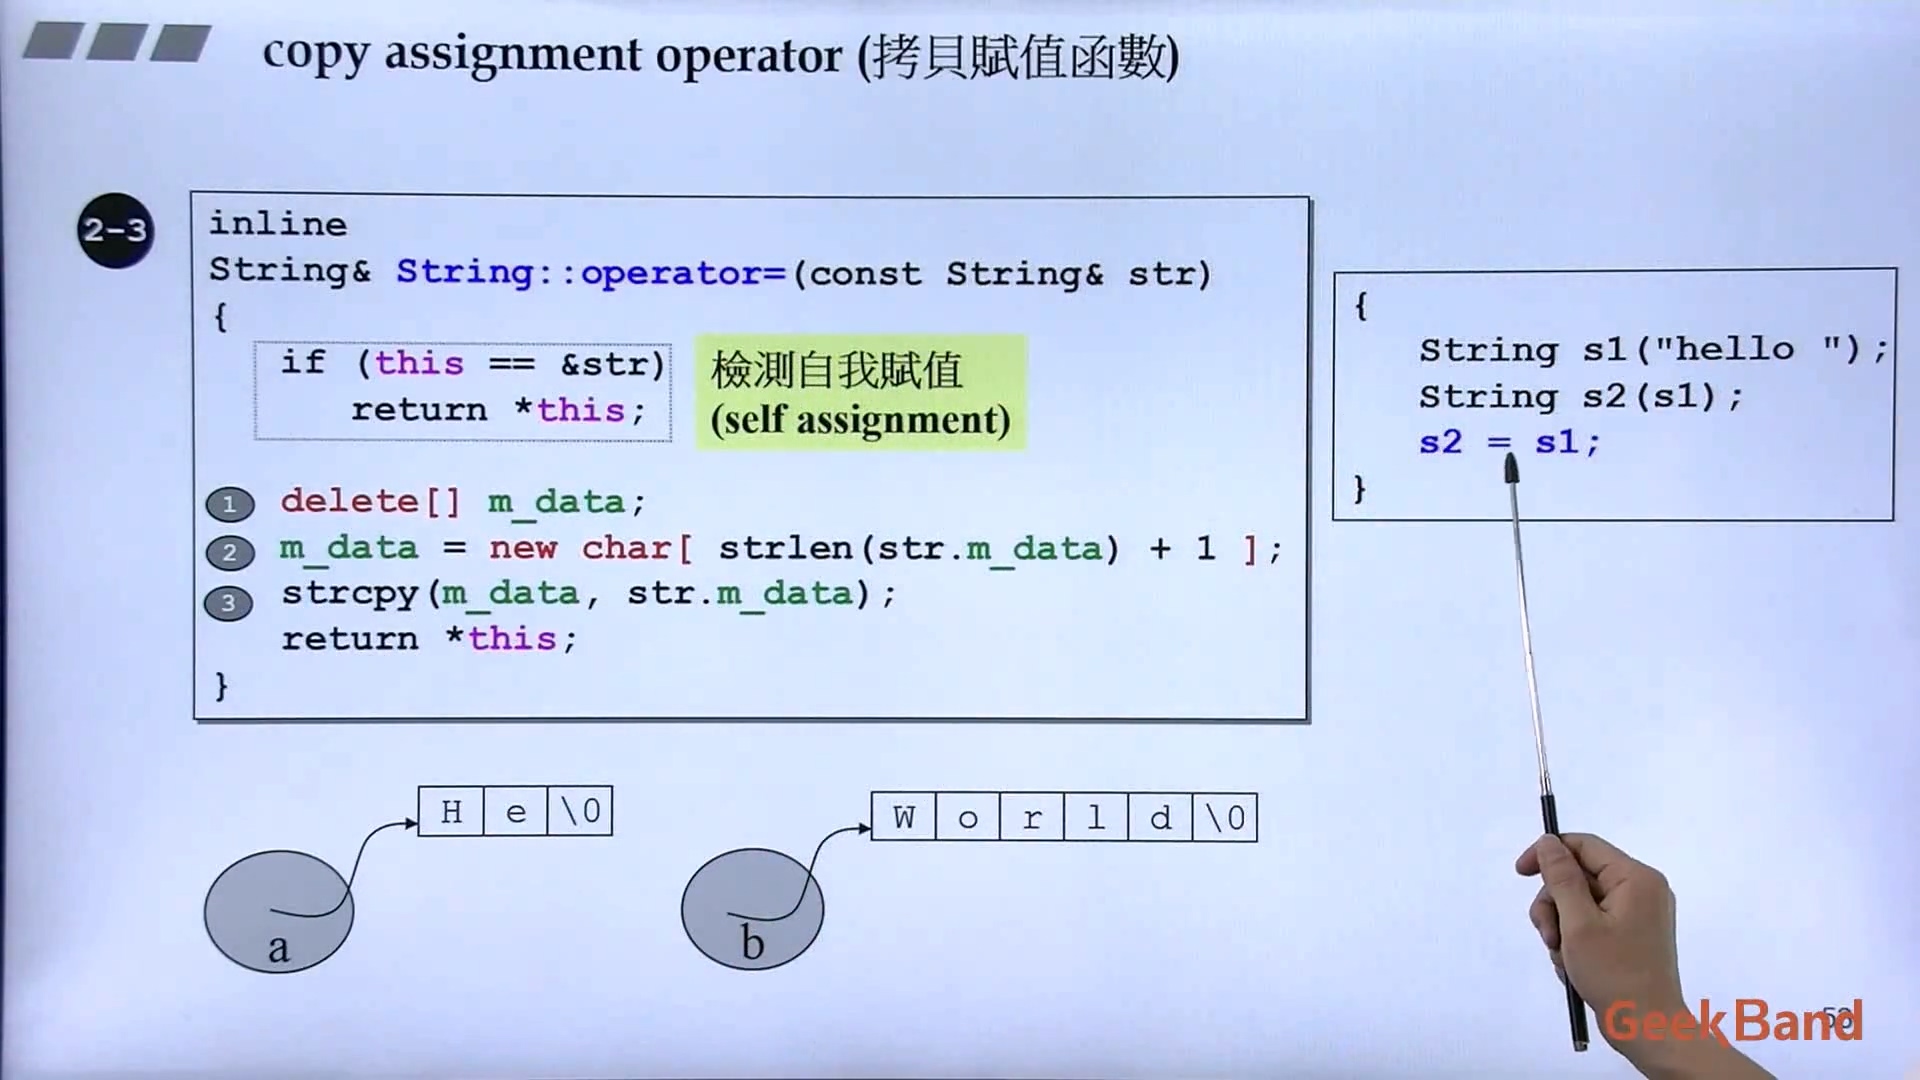 copy assignment operator (拷貝賦值函數)
2-3
inline
String& String::operator=(const String& str)
{
if (this == &str)
return *this;
檢測自我賦值
(self assignment)
1 delete[] m_data;
2 m_data = new char[ strlen(str.m_data) + 1 ];
3 strcpy(m_data, str.m_data);
return *this;
}
{
String s1("hello ");
String s2(s1);
s2 = s1;
}
H e \0
W o r l d \0
a
b
GeekBand